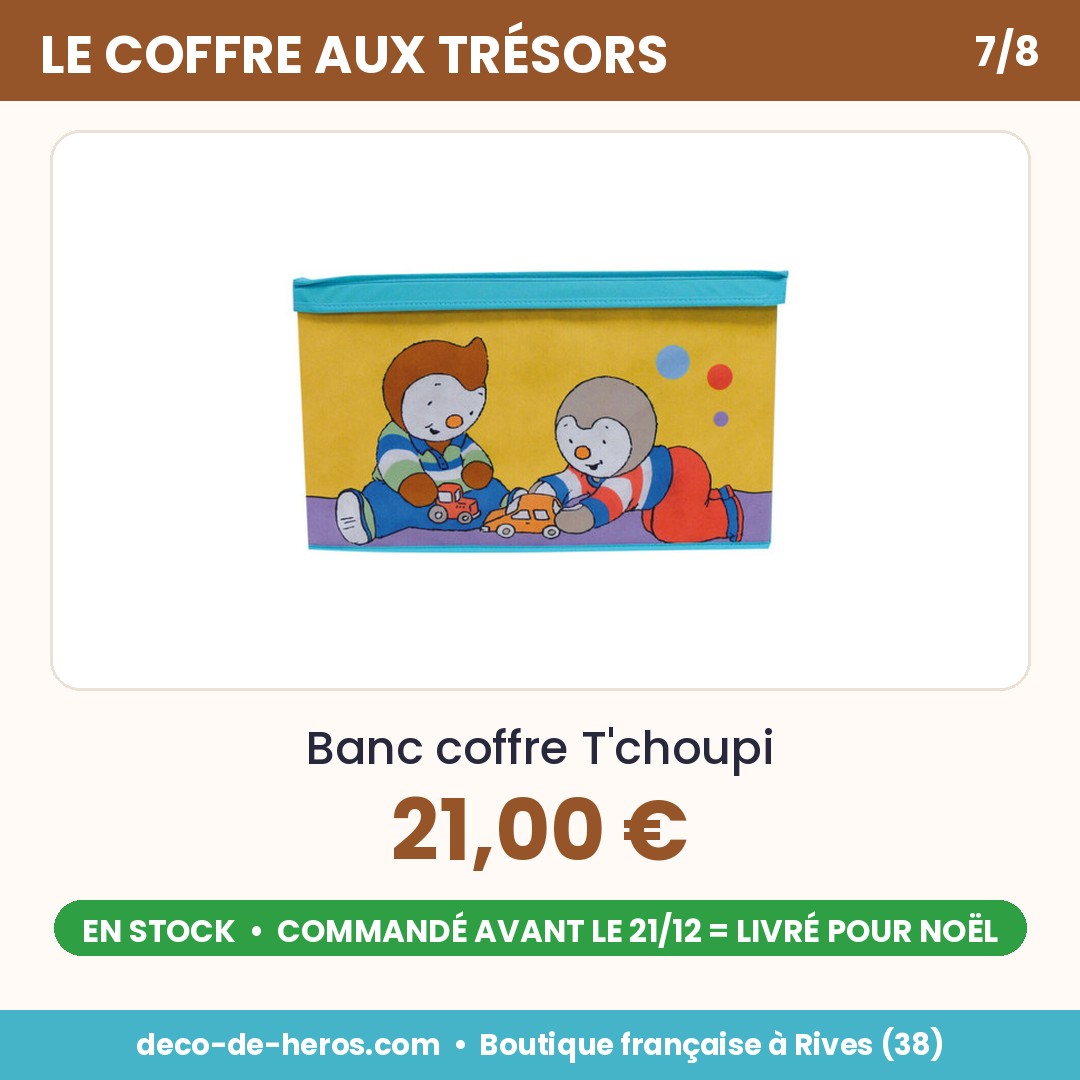 LE COFFRE AUX TRÉSORS
7/8
Banc coffre T'choupi
21,00 €
EN STOCK • COMMANDÉ AVANT LE 21/12 = LIVRÉ POUR NOËL
deco-de-heros.com • Boutique française à Rives (38)